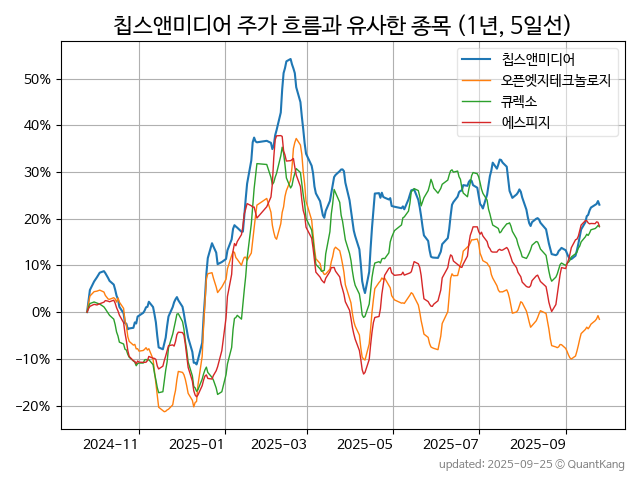 칩스앤미디어 주가 흐름과 유사한 종목 (1년, 5일선)
칩스앤미디어
오픈엣지테크놀로지
큐렉소
에스피지
50%
40%
30%
20%
10%
0%
−10%
−20%
2024-11
2025-01
2025-03
2025-05
2025-07
2025-09
updated: 2025-09-25 © QuantKang